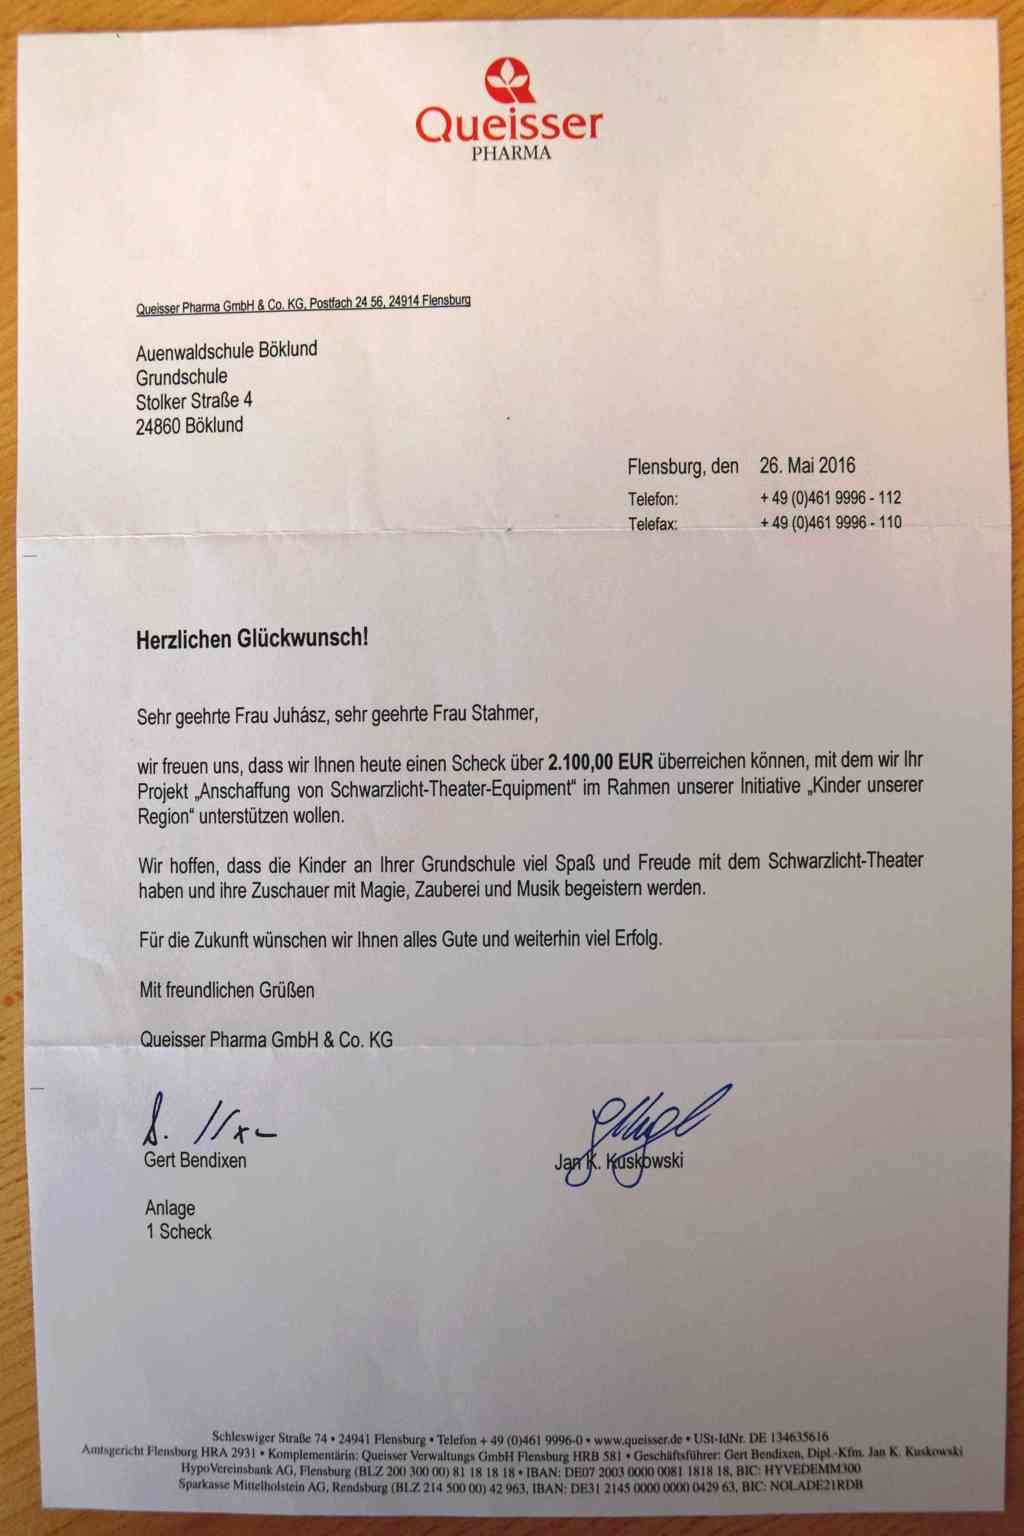 Queisser
PHARMA
Queisser Pharma GmbH & Co. KG, Postfach 24 56, 24914 Flensburg
Auenwaldschule Böklund
Grundschule
Stolker Straße 4
24860 Böklund
Flensburg, den 26. Mai 2016
Telefon: + 49 (0)461 9996 - 112
Telefax: + 49 (0)461 9996 - 110
Herzlichen Glückwunsch!
Sehr geehrte Frau Juhász, sehr geehrte Frau Stahmer,
wir freuen uns, dass wir Ihnen heute einen Scheck über 2.100,00 EUR überreichen können, mit dem wir Ihr
Projekt „Anschaffung von Schwarzlicht-Theater-Equipment“ im Rahmen unserer Initiative „Kinder unserer
Region“ unterstützen wollen.
Wir hoffen, dass die Kinder an Ihrer Grundschule viel Spaß und Freude mit dem Schwarzlicht-Theater
haben und ihre Zuschauer mit Magie, Zauberei und Musik begeistern werden.
Für die Zukunft wünschen wir Ihnen alles Gute und weiterhin viel Erfolg.
Mit freundlichen Grüßen
Queisser Pharma GmbH & Co. KG
Gert Bendixen Jan K. Kuskowski
Anlage
1 Scheck
Schleswiger Straße 74 • 24941 Flensburg • Telefon + 49 (0)461 9996-0 • www.queisser.de • USt-IdNr. DE 134635616
Amtsgericht Flensburg HRA 2931 • Komplementärin: Queisser Verwaltungs GmbH Flensburg HRB 581 • Geschäftsführer: Gert Bendixen, Dipl.-Kfm. Jan K. Kuskowski
HypoVereinsbank AG, Flensburg (BLZ 200 300 00) 81 18 18 18 • IBAN: DE07 2003 0000 0081 1818 18, BIC: HYVEDEMM300
Sparkasse Mittelholstein AG, Rendsburg (BLZ 214 500 00) 42 963, IBAN: DE31 2145 0000 0000 0429 63, BIC: NOLADE21RDB